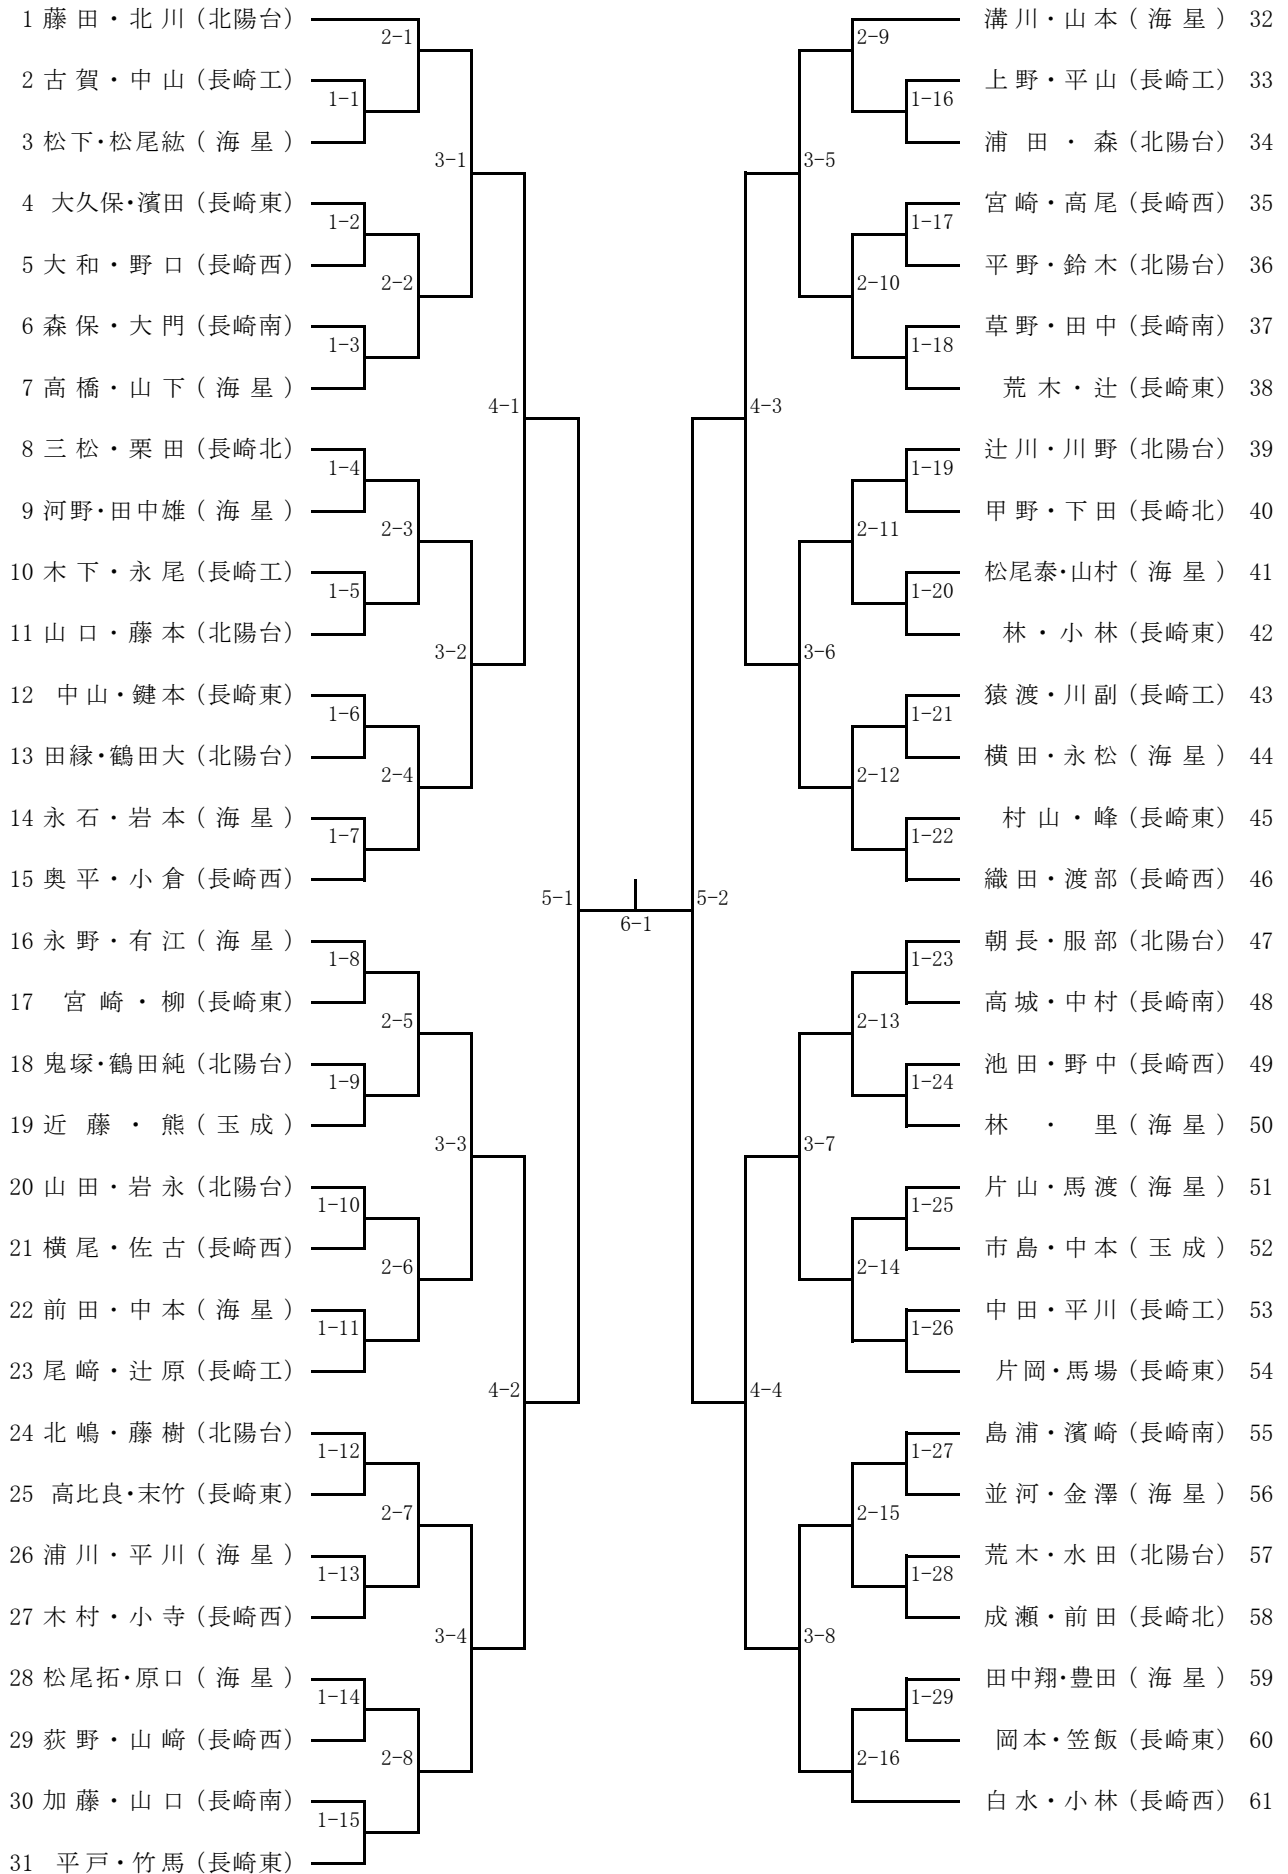 1 藤田・北川(北陽台)
2 古賀・中山(長崎工)
3 松下・松尾紘(海星)
4 大久保・濱田(長崎東)
5 大和・野口(長崎西)
6 森保・大門(長崎南)
7 高橋・山下(海星)
8 三松・栗田(長崎北)
9 河野・田中雄(海星)
10 木下・永尾(長崎工)
11 山口・藤本(北陽台)
12 中山・鍵本(長崎東)
13 田縁・鶴田大(北陽台)
14 永石・岩本(海星)
15 奥平・小倉(長崎西)
16 永野・有江(海星)
17 宮崎・柳(長崎東)
18 鬼塚・鶴田純(北陽台)
19 近藤・熊(玉成)
20 山田・岩永(北陽台)
21 横尾・佐古(長崎西)
22 前田・中本(海星)
23 尾﨑・辻原(長崎工)
24 北嶋・藤樹(北陽台)
25 高比良・末竹(長崎東)
26 浦川・平川(海星)
27 木村・小寺(長崎西)
28 松尾拓・原口(海星)
29 荻野・山﨑(長崎西)
30 加藤・山口(長崎南)
31 平戸・竹馬(長崎東)
1-1
1-2
1-3
1-4
1-5
1-6
1-7
1-8
1-9
1-10
1-11
1-12
1-13
1-14
1-15
2-1
2-2
2-3
2-4
2-5
2-6
2-7
2-8
3-1
3-2
3-3
3-4
4-1
4-2
5-1
6-1
5-2
4-3
4-4
3-5
3-6
3-7
3-8
2-9
2-10
2-11
2-12
2-13
2-14
2-15
2-16
1-16
1-17
1-18
1-19
1-20
1-21
1-22
1-23
1-24
1-25
1-26
1-27
1-28
1-29
溝川・山本(海星) 32
上野・平山(長崎工) 33
浦田・森(北陽台) 34
宮崎・高尾(長崎西) 35
平野・鈴木(北陽台) 36
草野・田中(長崎南) 37
荒木・辻(長崎東) 38
辻川・川野(北陽台) 39
甲野・下田(長崎北) 40
松尾泰・山村(海星) 41
林・小林(長崎東) 42
猿渡・川副(長崎工) 43
横田・永松(海星) 44
村山・峰(長崎東) 45
織田・渡部(長崎西) 46
朝長・服部(北陽台) 47
高城・中村(長崎南) 48
池田・野中(長崎西) 49
林・里(海星) 50
片山・馬渡(海星) 51
市島・中本(玉成) 52
中田・平川(長崎工) 53
片岡・馬場(長崎東) 54
島浦・濱崎(長崎南) 55
並河・金澤(海星) 56
荒木・水田(北陽台) 57
成瀬・前田(長崎北) 58
田中翔・豊田(海星) 59
岡本・笠飯(長崎東) 60
白水・小林(長崎西) 61